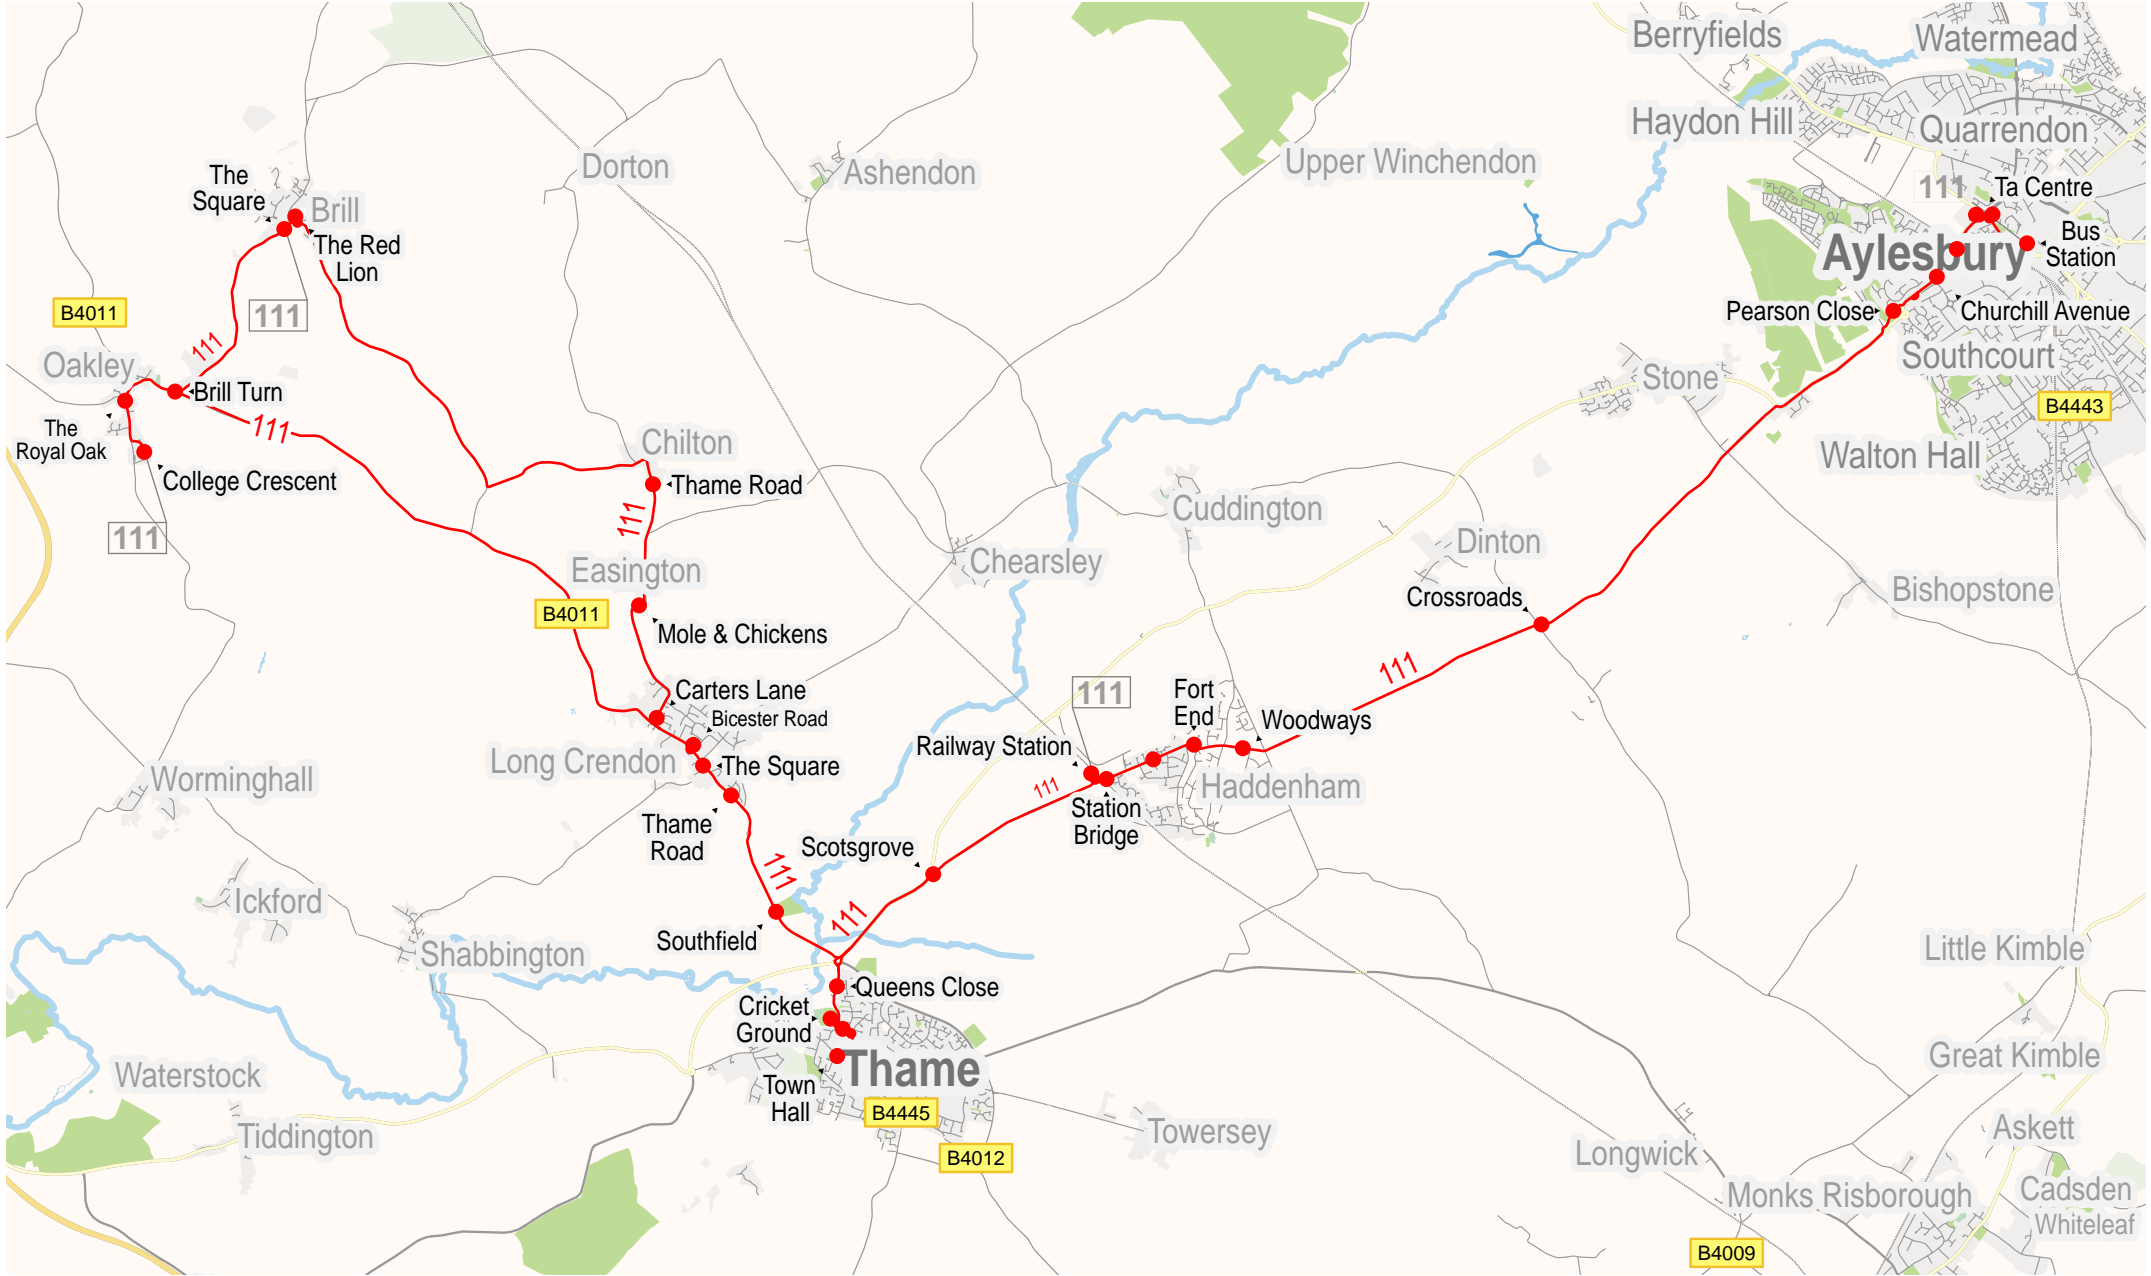 Berryfields
Watermead
Haydon Hill
Quarrendon
Dorton
Ashendon
Upper Winchendon
The
Square
Brill
The Red
Lion
111
Ta Centre
Bus
Station
Aylesbury
Pearson Close
Churchill Avenue
B4011
111
111
Oakley
Brill Turn
Southcourt
Stone
B4443
The
Royal Oak
111
College Crescent
Chilton
Thame Road
Walton Hall
111
111
Cuddington
Dinton
Chearsley
Easington
B4011
Mole & Chickens
Crossroads
Bishopstone
111
Carters Lane
Bicester Road
111
Fort
End
Woodways
Railway Station
Long Crendon
The Square
Worminghall
111
Haddenham
Station
Bridge
Thame
Road
Scotsgrove
111
111
Ickford
Southfield
Shabbington
Little Kimble
Queens Close
Cricket
Ground
Thame
Town
Hall
Great Kimble
Waterstock
B4445
Tiddington
Towersey
Askett
B4012
Longwick
Monks Risborough
Cadsden
Whiteleaf
B4009